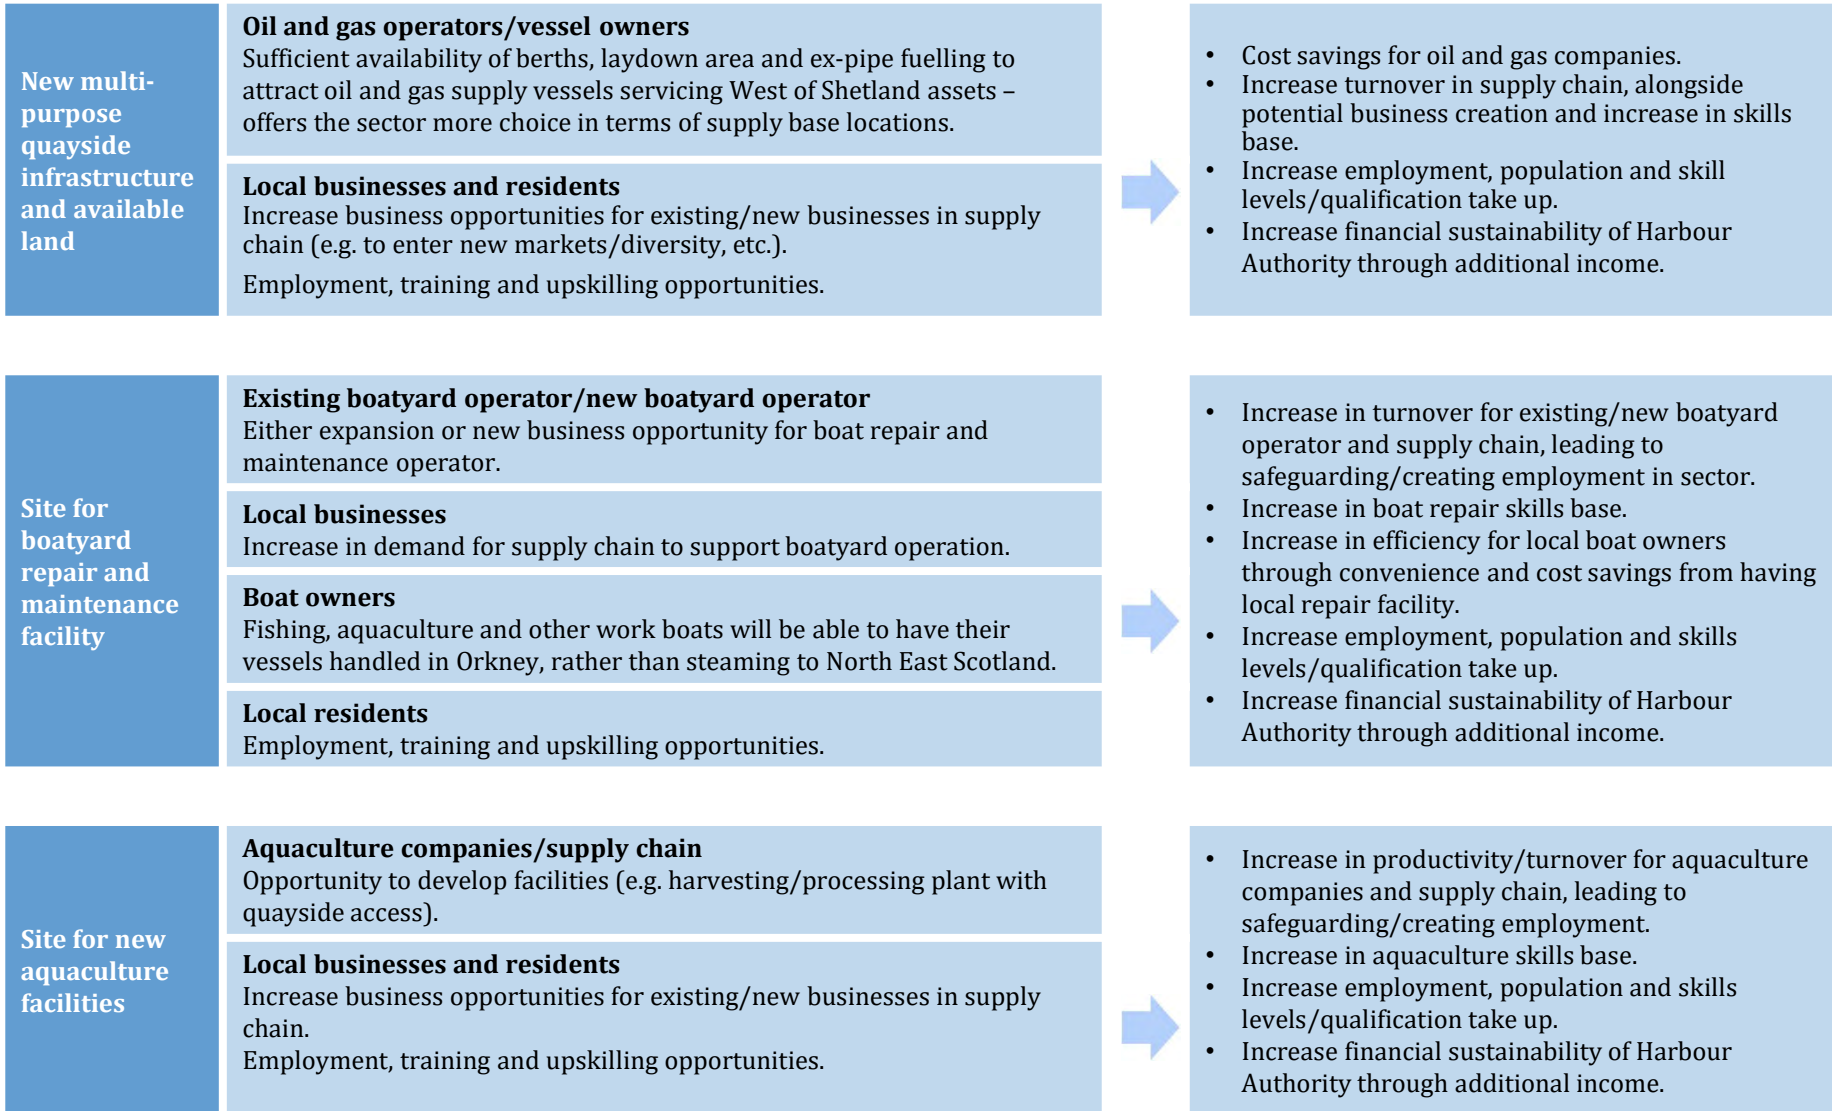 New multi-
purpose
quayside
infrastructure
and available
land
Oil and gas operators/vessel owners
Sufficient availability of berths, laydown area and ex-pipe fuelling to
attract oil and gas supply vessels servicing West of Shetland assets –
offers the sector more choice in terms of supply base locations.
Local businesses and residents
Increase business opportunities for existing/new businesses in supply
chain (e.g. to enter new markets/diversity, etc.).
Employment, training and upskilling opportunities.
• Cost savings for oil and gas companies.
• Increase turnover in supply chain, alongside
potential business creation and increase in skills
base.
• Increase employment, population and skill
levels/qualification take up.
• Increase financial sustainability of Harbour
Authority through additional income.
Site for
boatyard
repair and
maintenance
facility
Existing boatyard operator/new boatyard operator
Either expansion or new business opportunity for boat repair and
maintenance operator.
Local businesses
Increase in demand for supply chain to support boatyard operation.
Boat owners
Fishing, aquaculture and other work boats will be able to have their
vessels handled in Orkney, rather than steaming to North East Scotland.
Local residents
Employment, training and upskilling opportunities.
• Increase in turnover for existing/new boatyard
operator and supply chain, leading to
safeguarding/creating employment in sector.
• Increase in boat repair skills base.
• Increase in efficiency for local boat owners
through convenience and cost savings from having
local repair facility.
• Increase employment, population and skills
levels/qualification take up.
• Increase financial sustainability of Harbour
Authority through additional income.
Site for new
aquaculture
facilities
Aquaculture companies/supply chain
Opportunity to develop facilities (e.g. harvesting/processing plant with
quayside access).
Local businesses and residents
Increase business opportunities for existing/new businesses in supply
chain.
Employment, training and upskilling opportunities.
• Increase in productivity/turnover for aquaculture
companies and supply chain, leading to
safeguarding/creating employment.
• Increase in aquaculture skills base.
• Increase employment, population and skills
levels/qualification take up.
• Increase financial sustainability of Harbour
Authority through additional income.